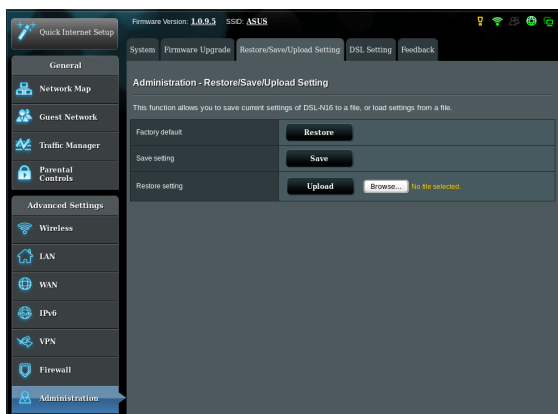 Quick Internet Setup
Firmware Version: 1.0.9.5 SSID: ASUS
System Firmware Upgrade Restore/Save/Upload Setting DSL Setting Feedback
General
Network Map
Guest Network
Traffic Manager
Parental
Controls
Advanced Settings
Wireless
LAN
WAN
IPv6
VPN
Firewall
Administration
Administration - Restore/Save/Upload Setting
This function allows you to save current settings of DSL-N16 to a file, or load settings from a file.
Factory default Restore
Save setting Save
Restore setting Upload Browse... No file selected.